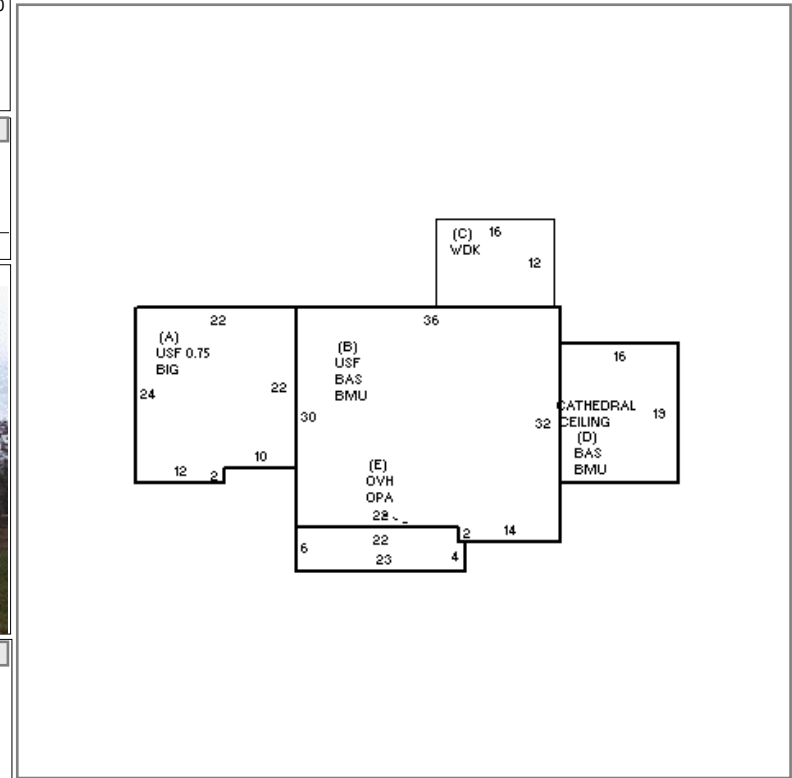 (C) 16
WDK
12
22
36
(A)
USF 0.75
BIG
(B)
USF
BAS
BMU
16
24
22
30
32
CATHEDRAL
CEILING
19
(D)
BAS
BMU
10
12
2
(E)
OVH
OPA
22
2
14
6
23
4